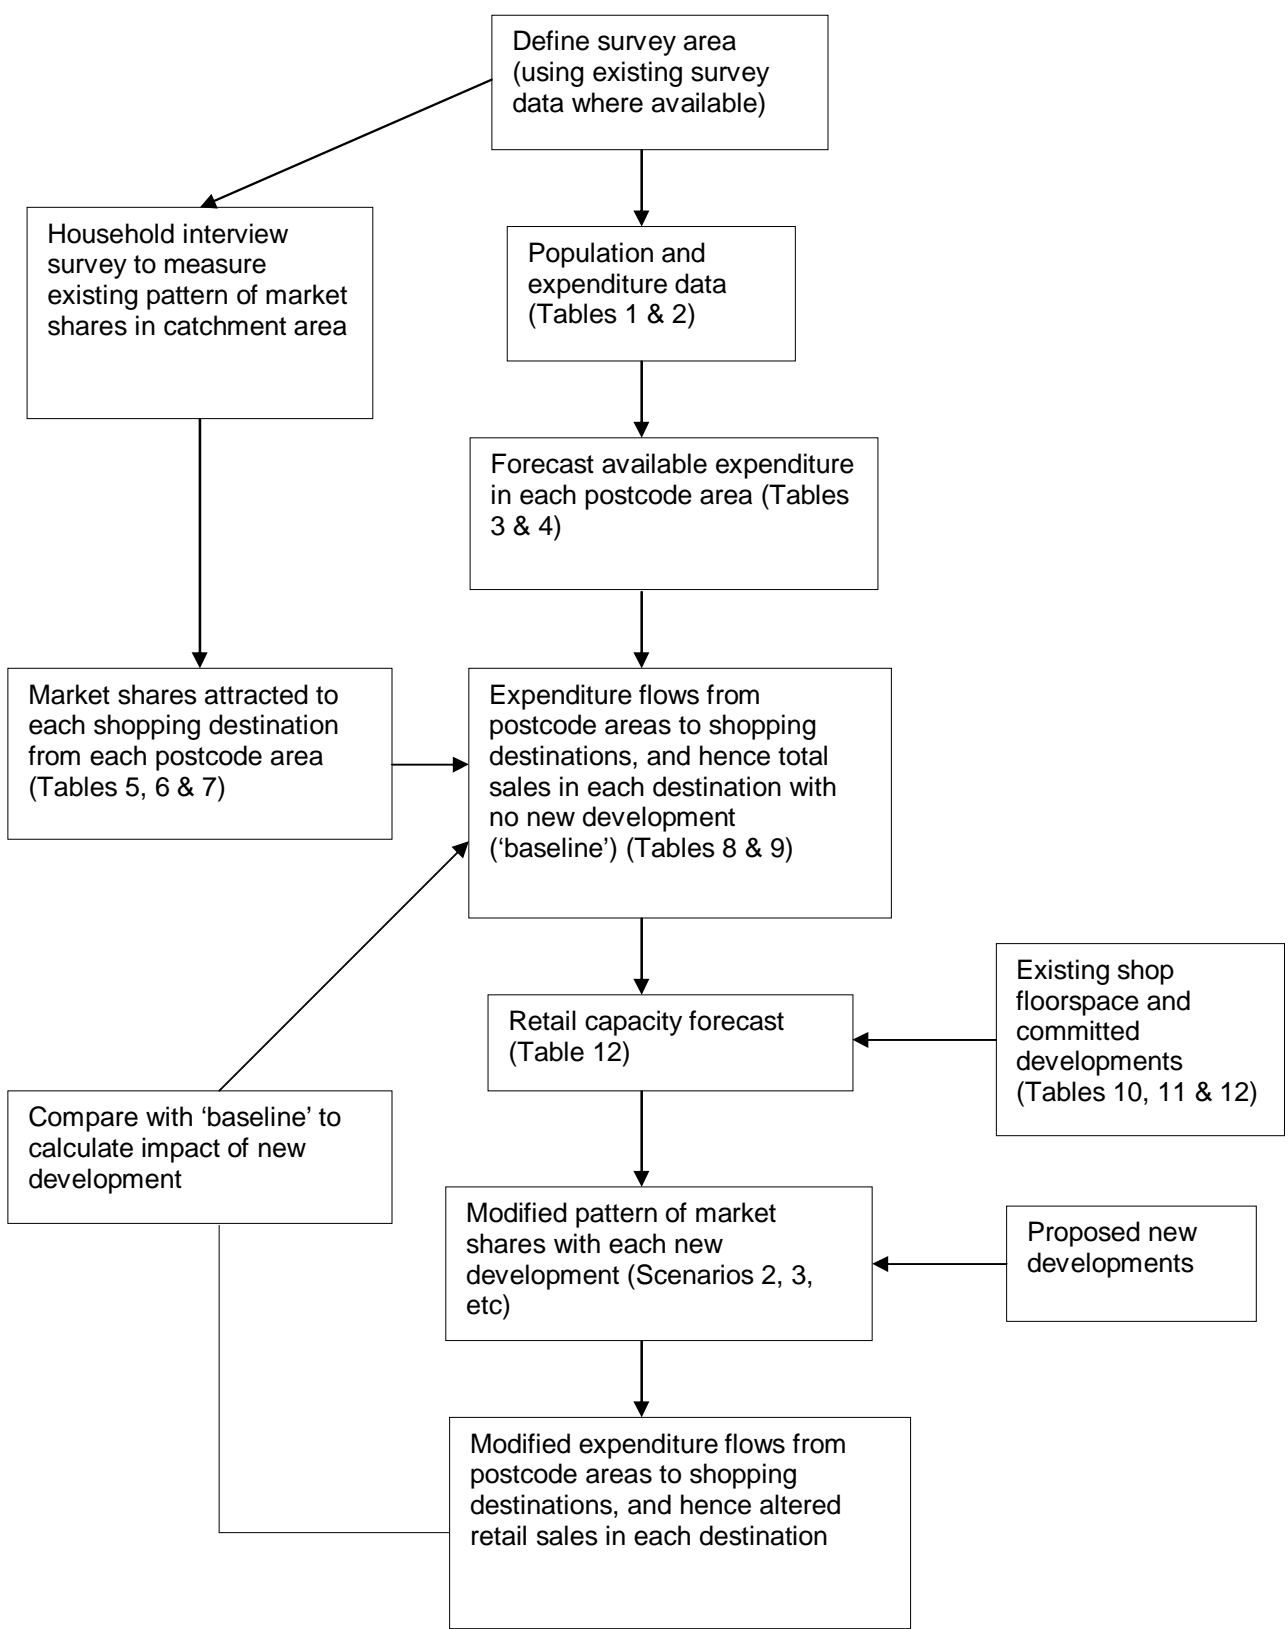 Define survey area
(using existing survey
data where available)
Household interview
survey to measure
existing pattern of market
shares in catchment area
Population and
expenditure data
(Tables 1 & 2)
Forecast available expenditure
in each postcode area (Tables
3 & 4)
Market shares attracted to
each shopping destination
from each postcode area
(Tables 5, 6 & 7)
Expenditure flows from
postcode areas to shopping
destinations, and hence total
sales in each destination with
no new development
(‘baseline’) (Tables 8 & 9)
Existing shop
floorspace and
committed
developments
(Tables 10, 11 & 12)
Retail capacity forecast
(Table 12)
Compare with ‘baseline’ to
calculate impact of new
development
Modified pattern of market
shares with each new
development (Scenarios 2, 3,
etc)
Proposed new
developments
Modified expenditure flows from
postcode areas to shopping
destinations, and hence altered
retail sales in each destination